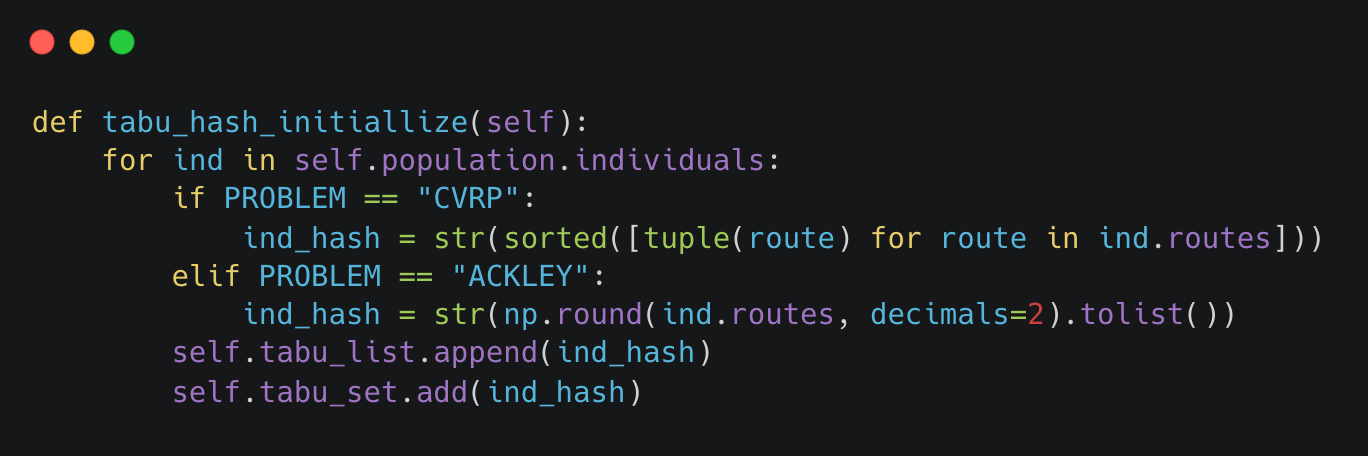 def tabu_hash_initiallize(self):
    for ind in self.population.individuals:
        if PROBLEM == "CVRP":
            ind_hash = str(sorted([tuple(route) for route in ind.routes]))
        elif PROBLEM == "ACKLEY":
            ind_hash = str(np.round(ind.routes, decimals=2).tolist())
        self.tabu_list.append(ind_hash)
        self.tabu_set.add(ind_hash)